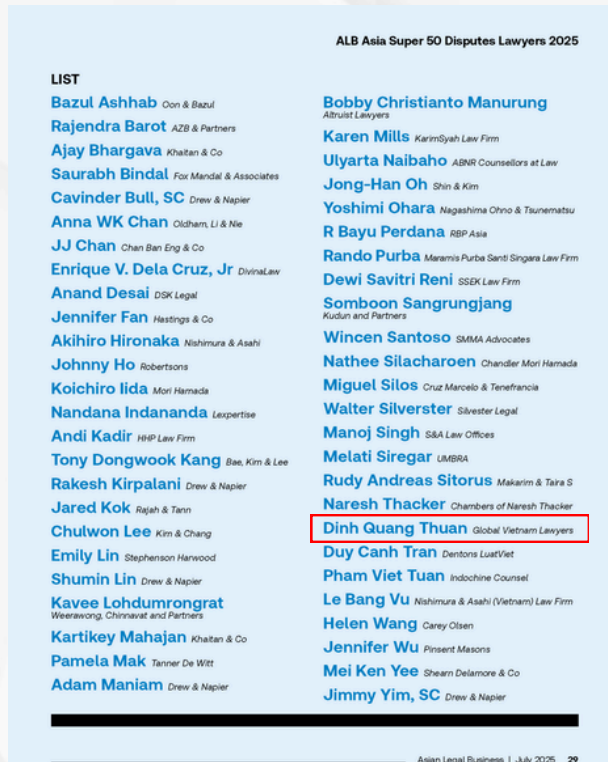 ALB Asia Super 50 Disputes Lawyers 2025
LIST
Bazul Ashhab Oon & Bazul
Rajendra Barot AZB & Partners
Ajay Bhargava Khaitan & Co
Saurabh Bindal Fox Mandal & Associates
Cavinder Bull, SC Drew & Napier
Anna WK Chan Oldham, Li & Nie
JJ Chan Chan Ban Eng & Co
Enrique V. Dela Cruz, Jr DivinaLaw
Anand Desai DSK Legal
Jennifer Fan Hastings & Co
Akihiro Hironaka Nishimura & Asahi
Johnny Ho Robertsons
Koichiro Iida Mori Hamada
Nandana Indananda Lexpertise
Andi Kadir HHP Law Firm
Tony Dongwook Kang Bae, Kim & Lee
Rakesh Kirpalani Drew & Napier
Jared Kok Rajah & Tann
Chulwon Lee Kim & Chang
Emily Lin Stephenson Harwood
Shumin Lin Drew & Napier
Kavee Lohdumrongrat
Weerawong, Chinnavat and Partners
Kartikey Mahajan Khaitan & Co
Pamela Mak Tanner De Witt
Adam Maniam Drew & Napier
Bobby Christianto Manurung
Altruist Lawyers
Karen Mills KarimSyah Law Firm
Ulyarta Naibaho ABNR Counsellors at Law
Jong-Han Oh Shin & Kim
Yoshimi Ohara Nagashima Ohno & Tsunematsu
R Bayu Perdana RBP Asia
Rando Purba Maramis Purba Santi Singara Law Firm
Dewi Savitri Reni SSEK Law Firm
Somboon Sangrungjang
Kudun and Partners
Wincen Santoso SMMA Advocates
Nathee Silacharoen Chandler Mori Hamada
Miguel Silos Cruz Marcelo & Tenefrancia
Walter Silverster Silvester Legal
Manoj Singh S&A Law Offices
Melati Siregar UMBRA
Rudy Andreas Sitorus Makarim & Taira S
Naresh Thacker Chambers of Naresh Thacker
Dinh Quang Thuan Global Vietnam Lawyers
Duy Canh Tran Dentons LuatViet
Pham Viet Tuan Indochine Counsel
Le Bang Vu Nishimura & Asahi (Vietnam) Law Firm
Helen Wang Carey Olsen
Jennifer Wu Pinsent Masons
Mei Ken Yee Shearn Delamore & Co
Jimmy Yim, SC Drew & Napier
Asian Legal Business | July 2025 29